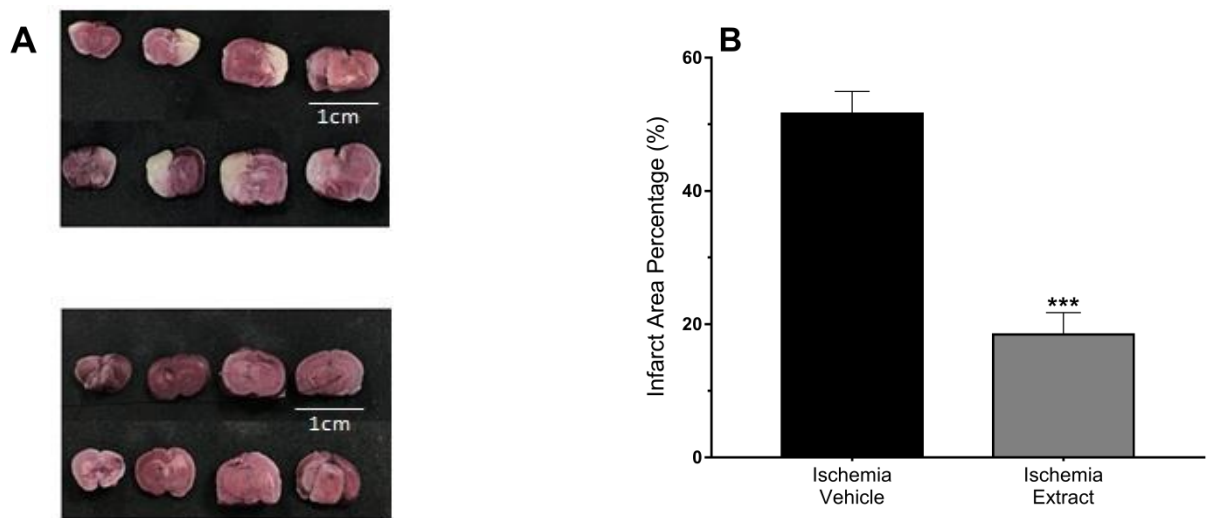 A
1cm
1cm
B
Infarct Area Percentage (%)
60
40
20
0
***
Ischemia
Vehicle
Ischemia
Extract